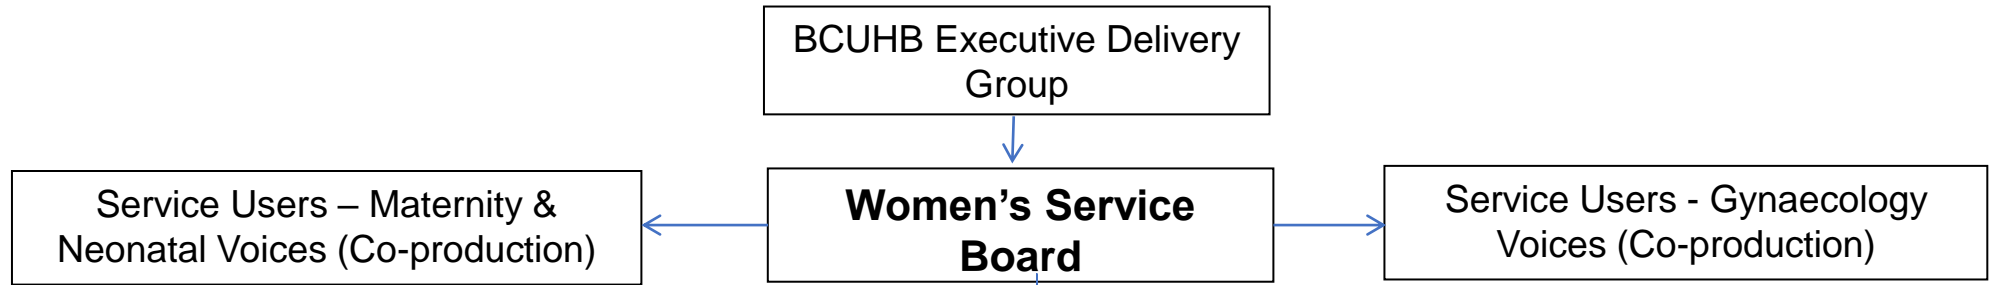 BCUHB Executive Delivery
Group
Service Users – Maternity &
Neonatal Voices (Co-production)
Women’s Service
Board
Service Users - Gynaecology
Voices (Co-production)